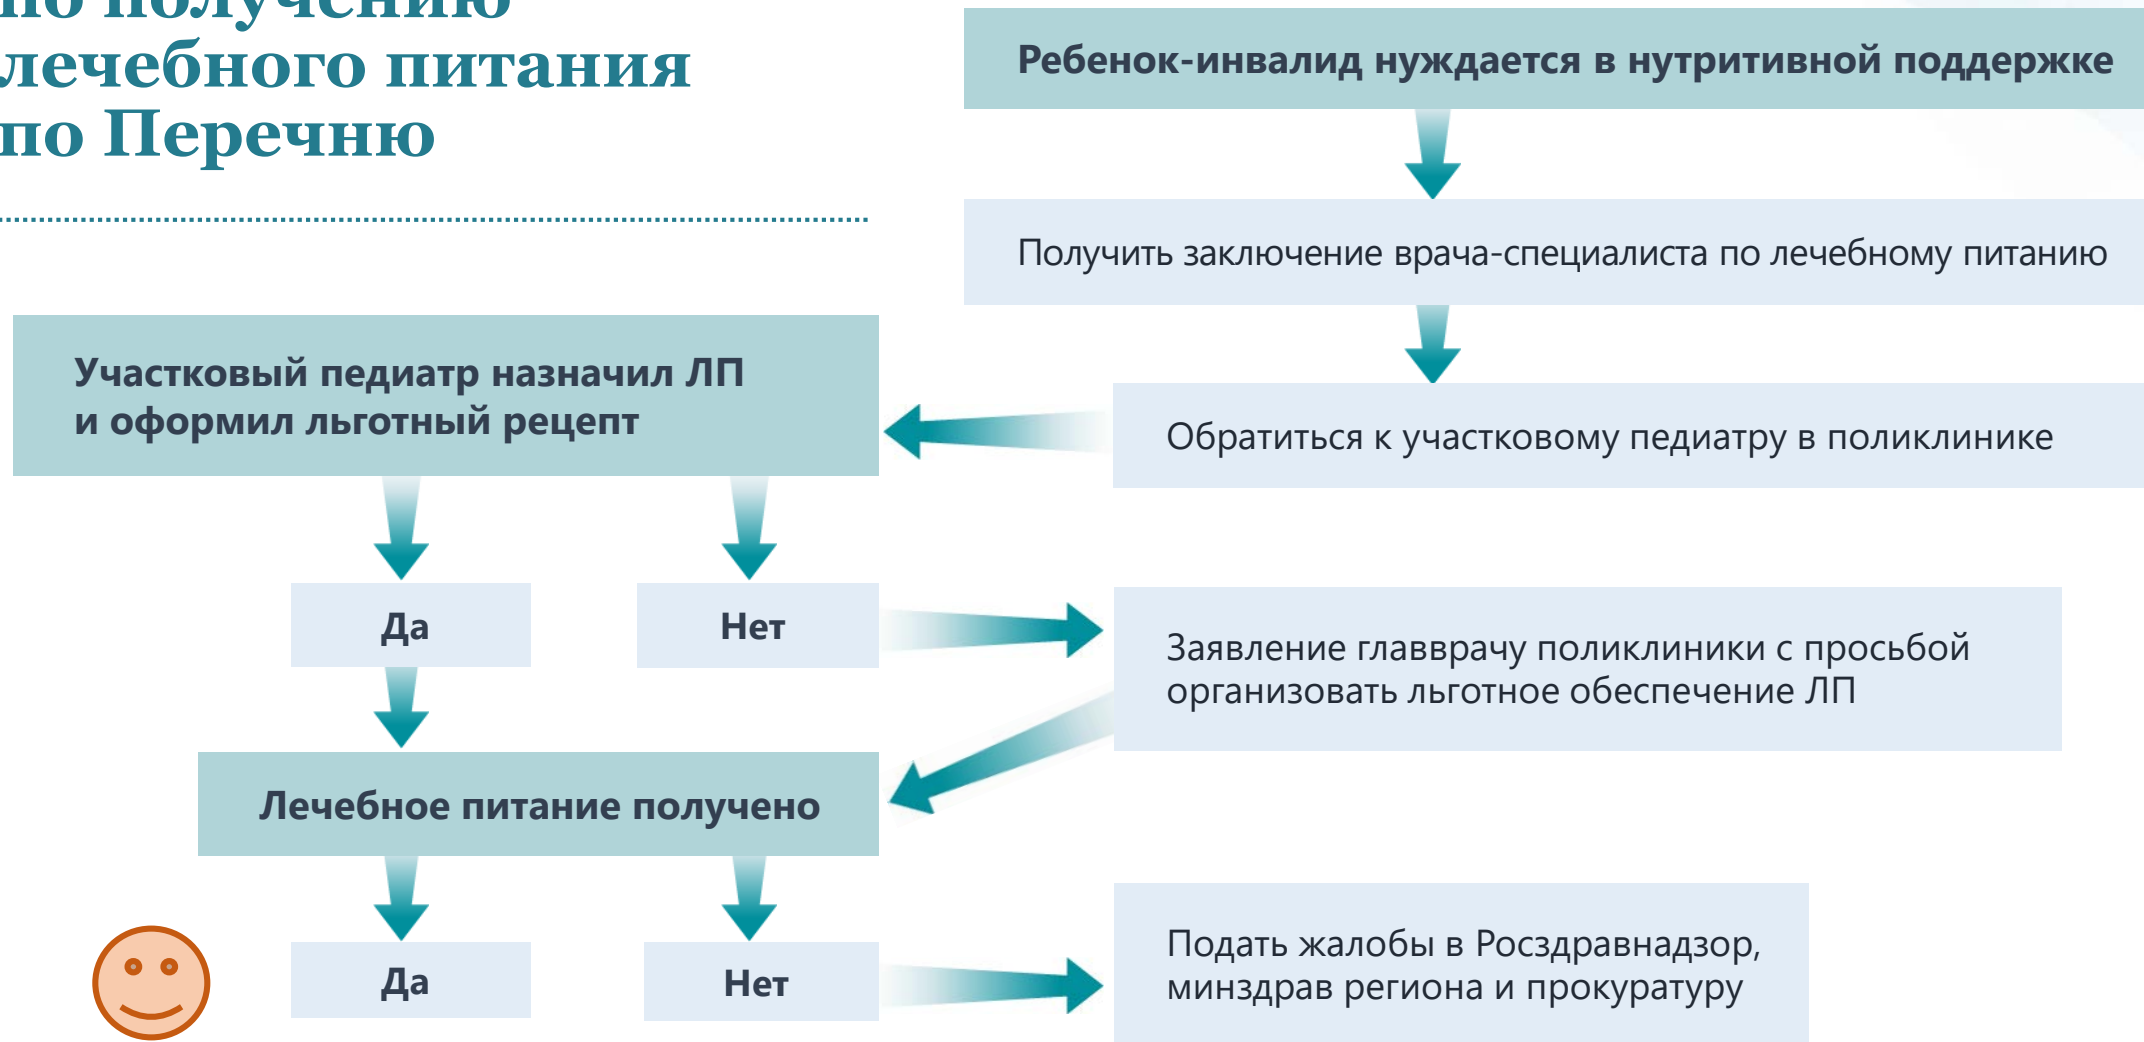 по получению
лечебного питания
по Перечню
Ребенок-инвалид нуждается в нутритивной поддержке
Получить заключение врача-специалиста по лечебному питанию
Обратиться к участковому педиатру в поликлинике
Участковый педиатр назначил ЛП
и оформил льготный рецепт
Да
Нет
Заявление главврачу поликлиники с просьбой
организовать льготное обеспечение ЛП
Лечебное питание получено
Да
Нет
Подать жалобы в Росздравнадзор,
минздрав региона и прокуратуру